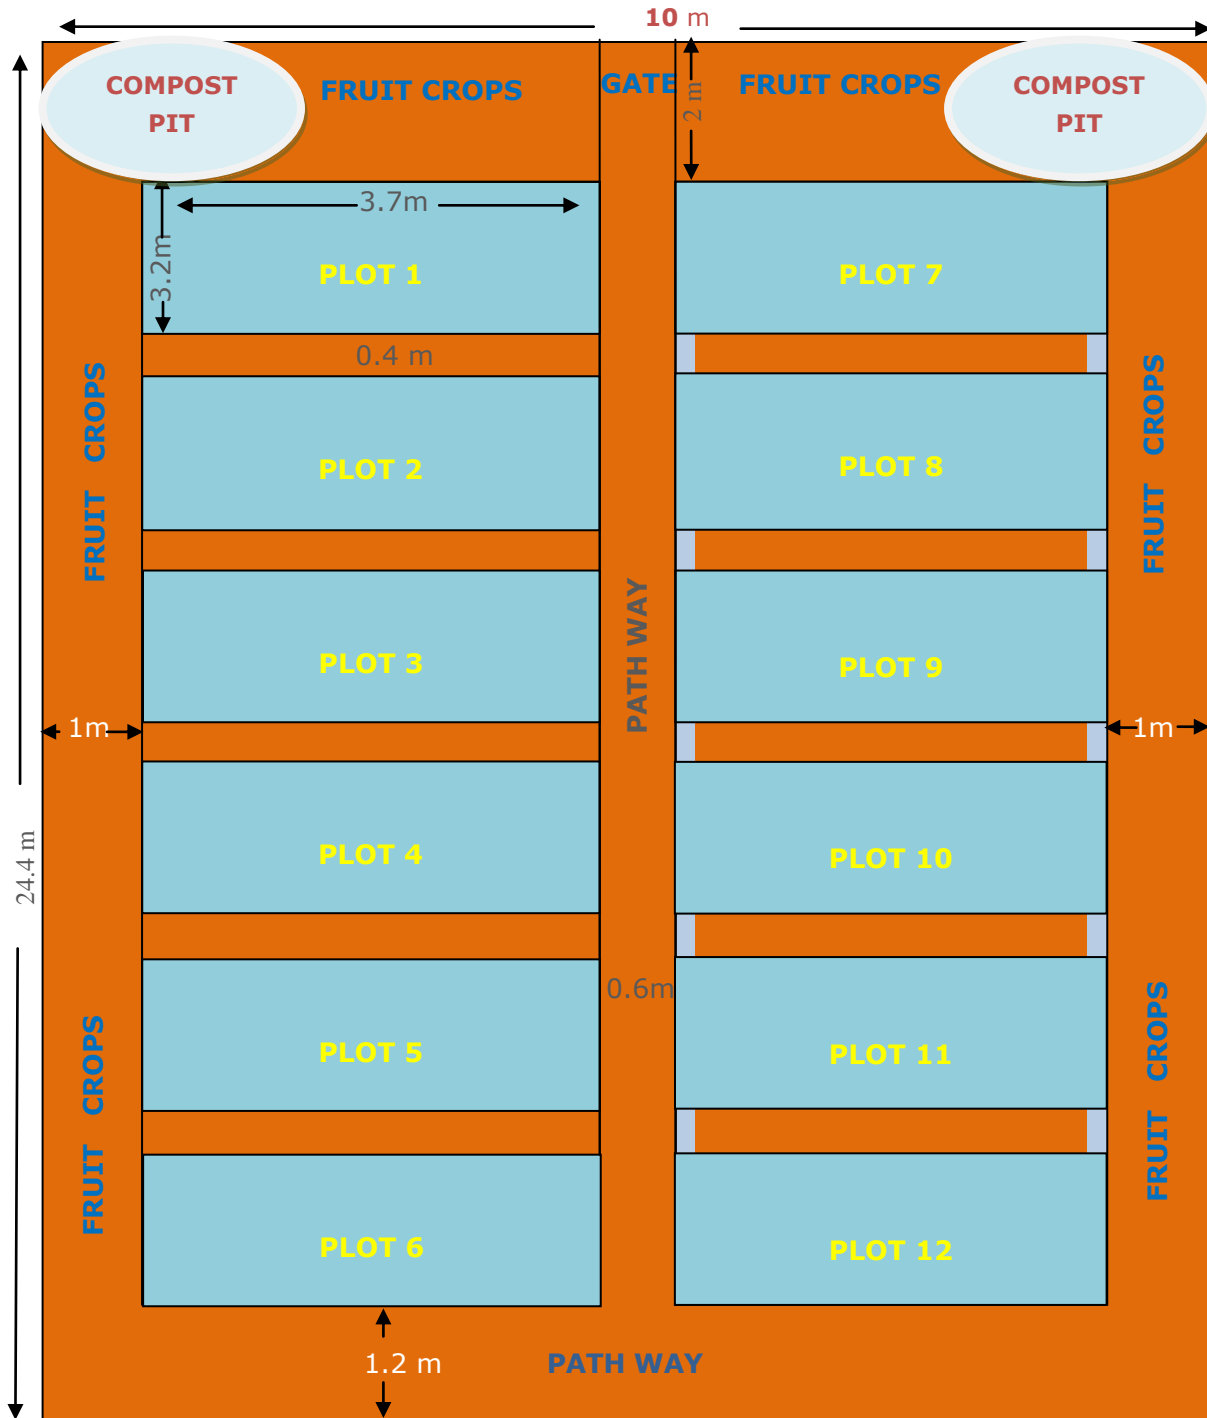 10 m
COMPOST
PIT
FRUIT CROPS
GATE
2 m
FRUIT CROPS
COMPOST
PIT
3.7m
3.2m
PLOT 1
PLOT 7
0.4 m
FRUIT CROPS
PLOT 2
PLOT 8
FRUIT CROPS
PLOT 3
PATH WAY
PLOT 9
1m
1m
24.4 m
PLOT 4
PLOT 10
0.6m
FRUIT CROPS
PLOT 5
PLOT 11
FRUIT CROPS
PLOT 6
PLOT 12
1.2 m
PATH WAY